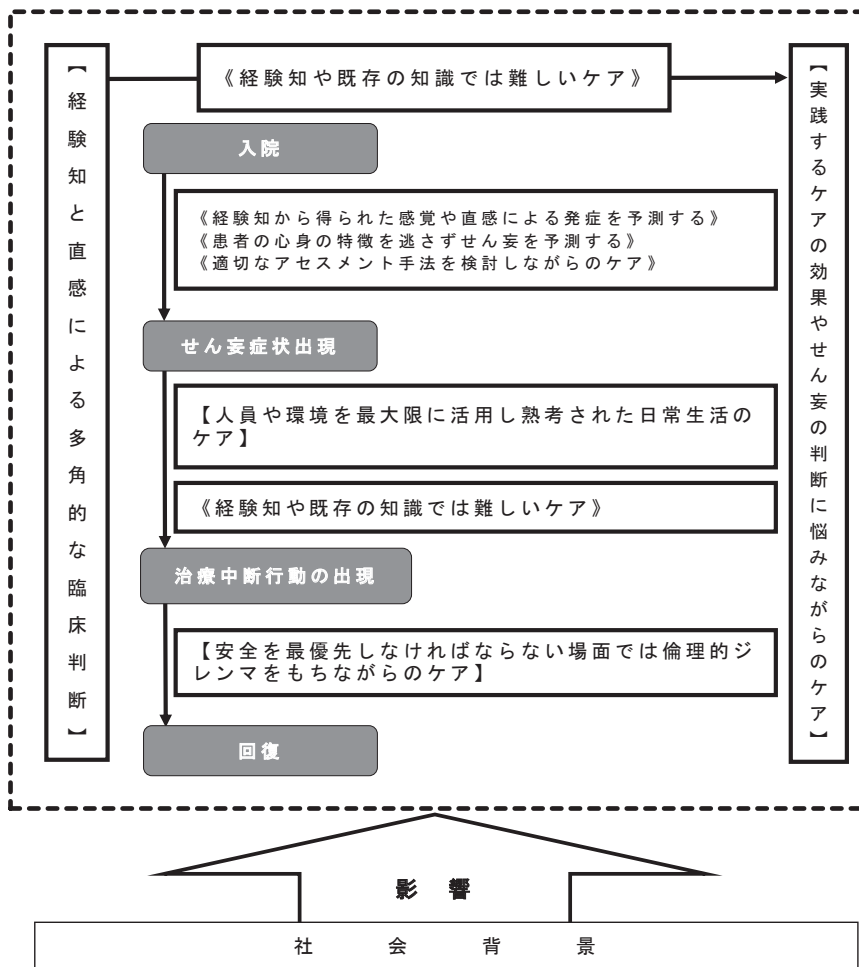 【経験知と直感による多角的な臨床判断】
《経験知や既存の知識では難しいケア》
【実践するケアの効果やせん妄の判断に悩みながらのケア】
入院
《経験知から得られた感覚や直感による発症を予測する》
《患者の心身の特徴を逃さずせん妄を予測する》
《適切なアセスメント手法を検討しながらのケア》
せん妄症状出現
【人員や環境を最大限に活用し熟考された日常生活の
ケア】
《経験知や既存の知識では難しいケア》
治療中断行動の出現
【安全を最優先しなければならない場面では倫理的ジ
レンマをもちながらのケア】
回復
影響
社会背景